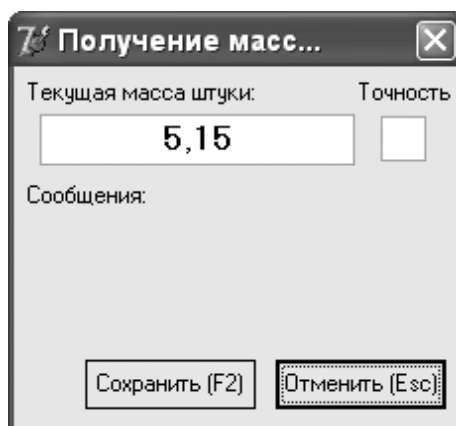 Получение масс...
Текущая масса штуки: Точность
5,15
Сообщения:
Сохранить (F2) Отменить (Esc)